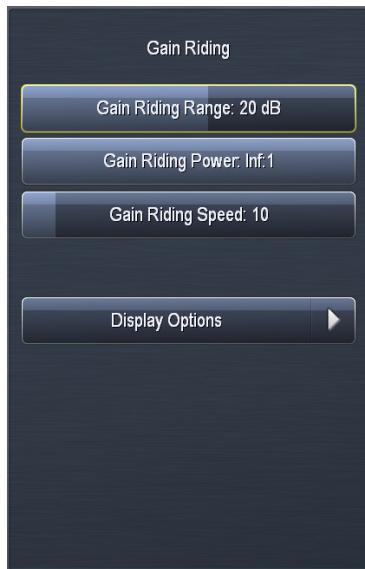 Gain Riding
Gain Riding Range: 20 dB
Gain Riding Power: Inf:1
Gain Riding Speed: 10
Display Options